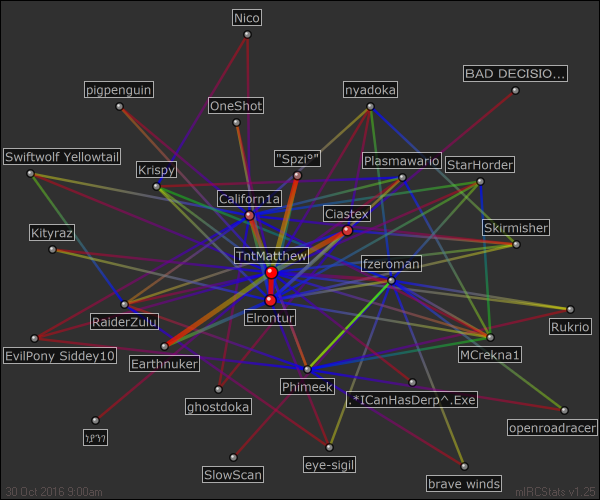 Nico
BAD DECISIO...
pigpenguin
nyadoka
OneShot
Swiftwolf Yellowtail
Krispy
"Spzi°"
Plasmawario
StarHorder
Californ1a
Ciastex
Kityraz
Skirmisher
TntMatthew
fzeroman
RaiderZulu
Elrontur
Rukrio
EvilPony Siddey10
Earthnuker
MCrekna1
Phimeek
.*ICanHasDerp^.Exe
ghostdoka
openroadracer
SlowScan
eye-sigil
brave winds
30 Oct 2016 9:00am
mIRCStats v1.25